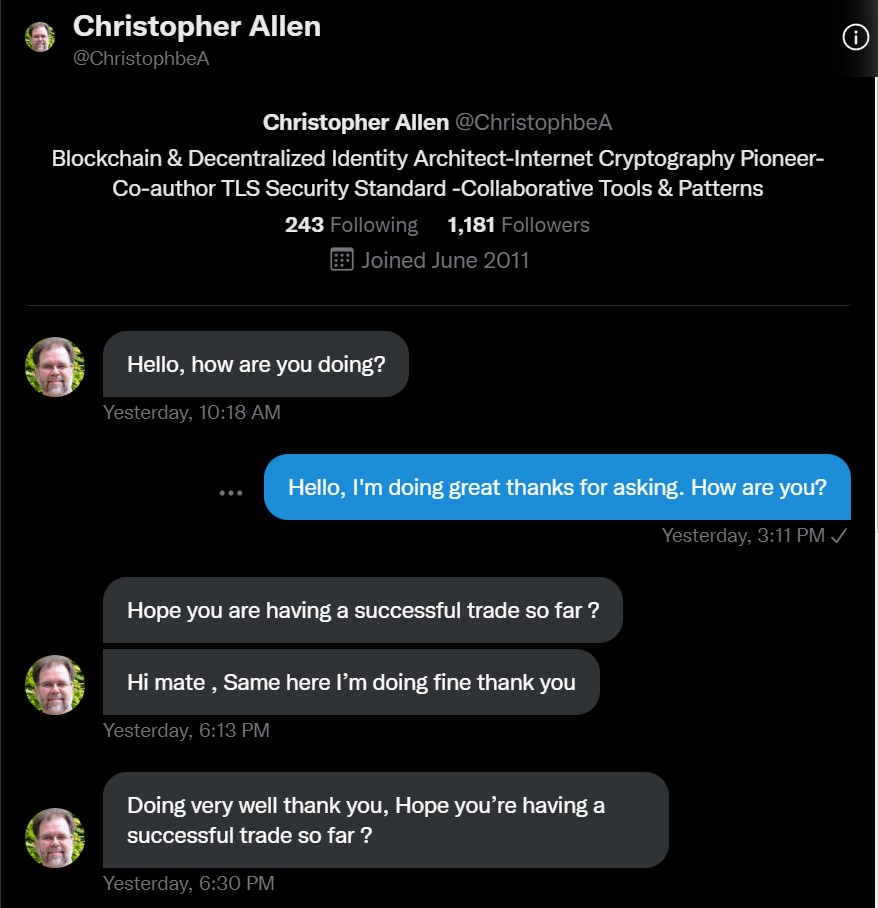 Christopher Allen
@ChristophbeA
Christopher Allen @ChristophbeA
Blockchain & Decentralized Identity Architect-Internet Cryptography Pioneer-
Co-author TLS Security Standard -Collaborative Tools & Patterns
243 Following 1,181 Followers
Joined June 2011
Hello, how are you doing?
Yesterday, 10:18 AM
Hello, I'm doing great thanks for asking. How are you?
Yesterday, 3:11 PM
Hope you are having a successful trade so far ?
Hi mate , Same here I’m doing fine thank you
Yesterday, 6:13 PM
Doing very well thank you, Hope you’re having a
successful trade so far ?
Yesterday, 6:30 PM